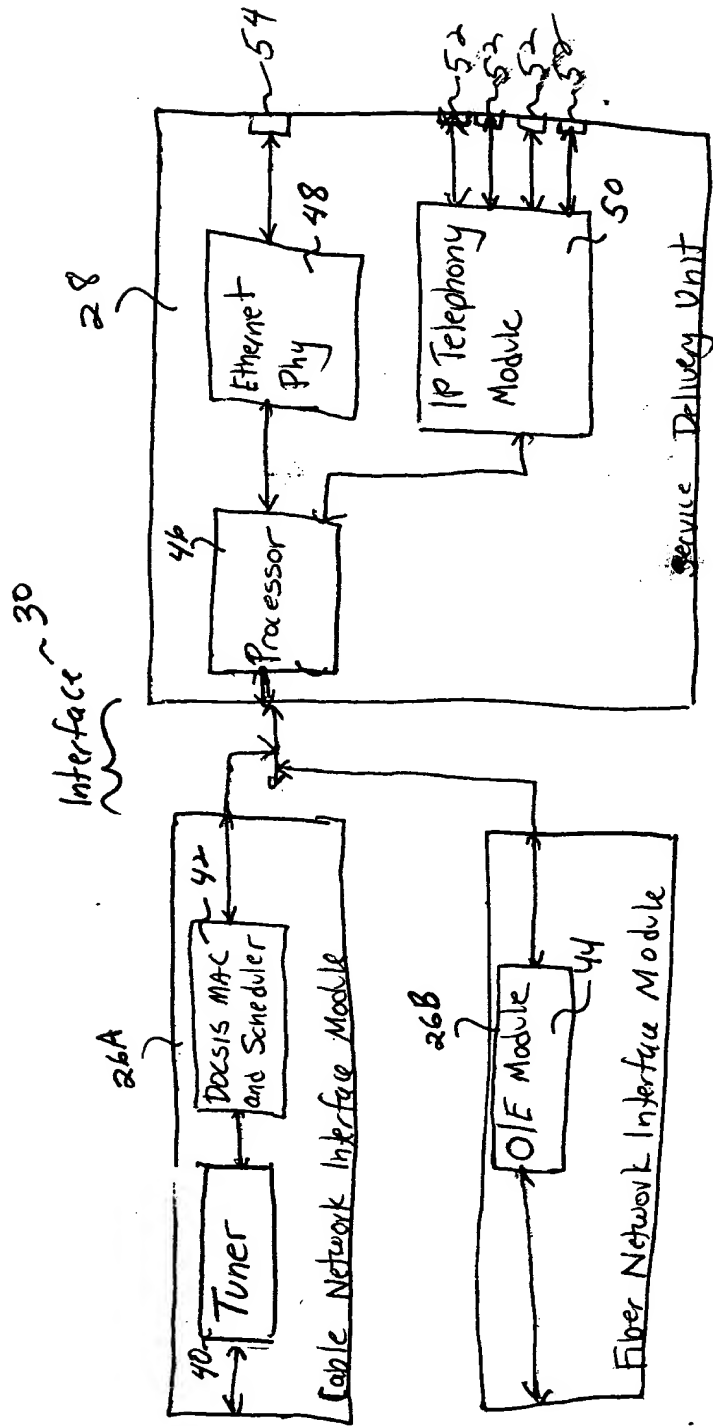 Interface 30
26A
40
Tuner
DOCSIS MAC
and Scheduler
42
Cable Network Interface Module
26B
O/E Module
44
Fiber Network Interface Module
28
46
Processor
Ethernet
Phy
48
54
IP Telephony
Module
50
52
52
52
52
Service Delivery Unit